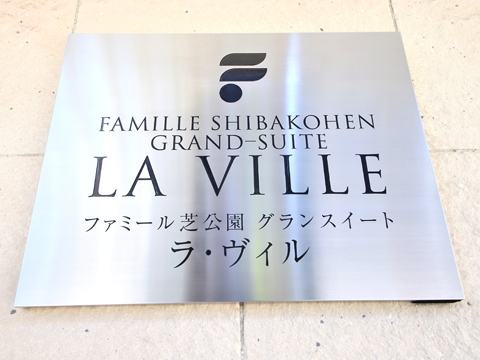 FAMILLE SHIBAKOHEN
GRAND-SUITE
LA VILLE
ファミール芝公園 グランスイート
ラ・ヴィル